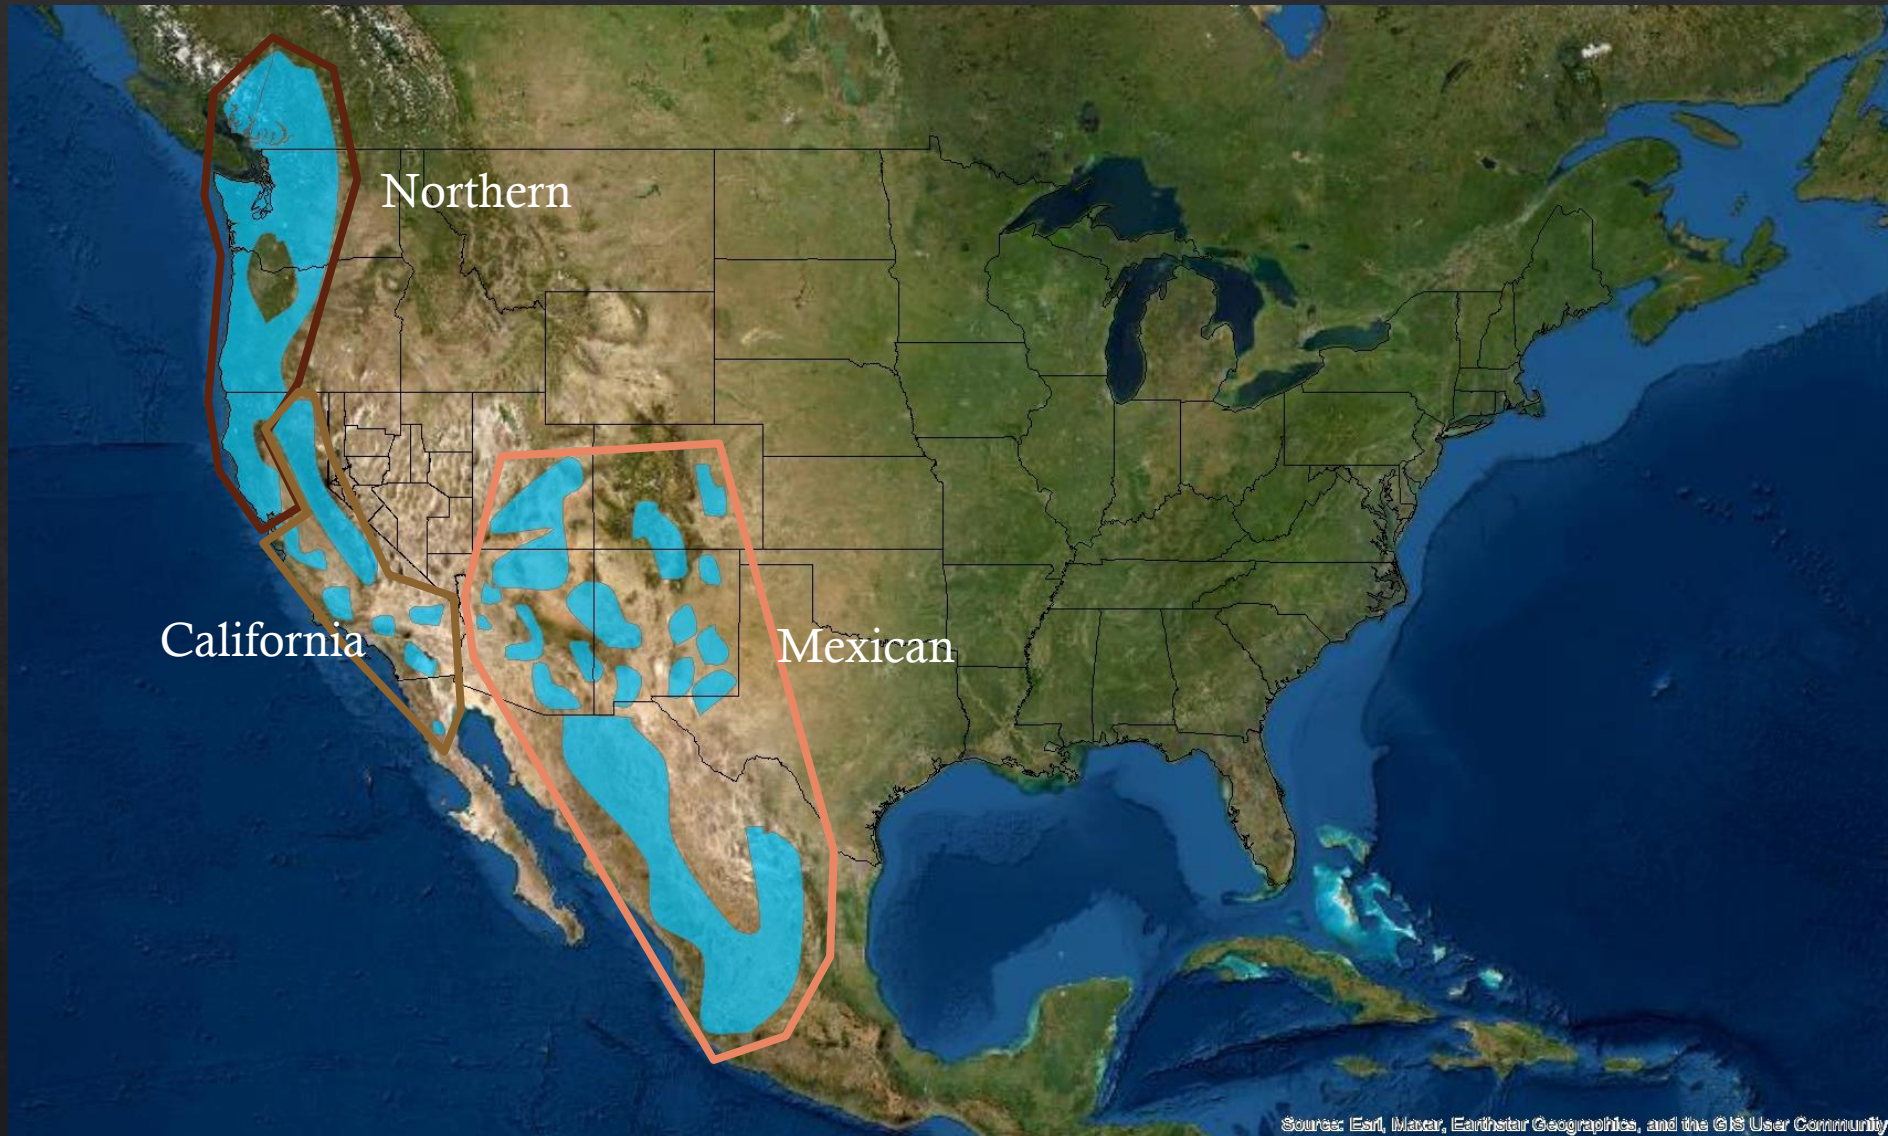 Northern
California
Mexican
Source: Esri, Maxar, Earthstar Geographics, and the GIS User Community